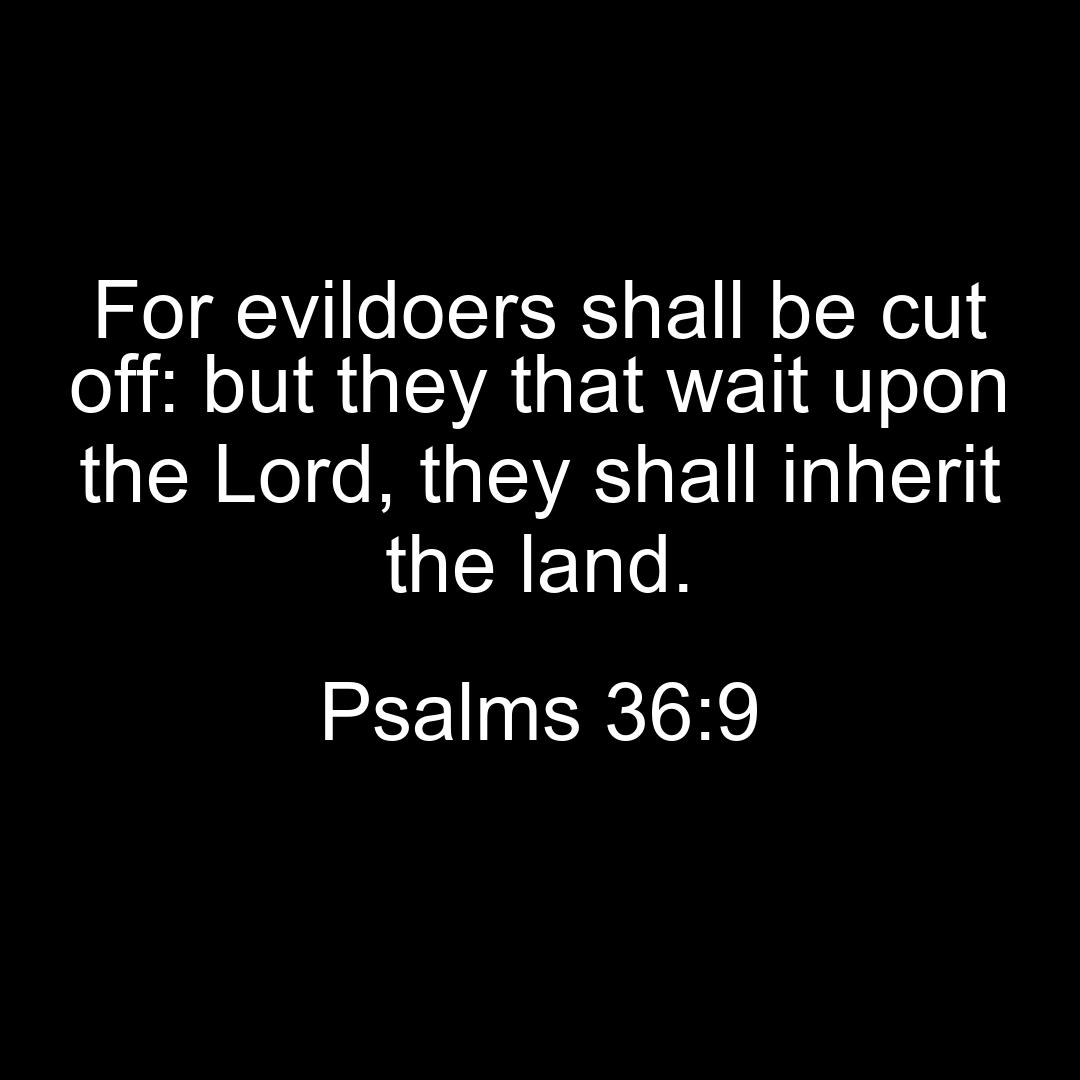 For evildoers shall be cut
off: but they that wait upon
the Lord, they shall inherit
the land.
Psalms 36:9